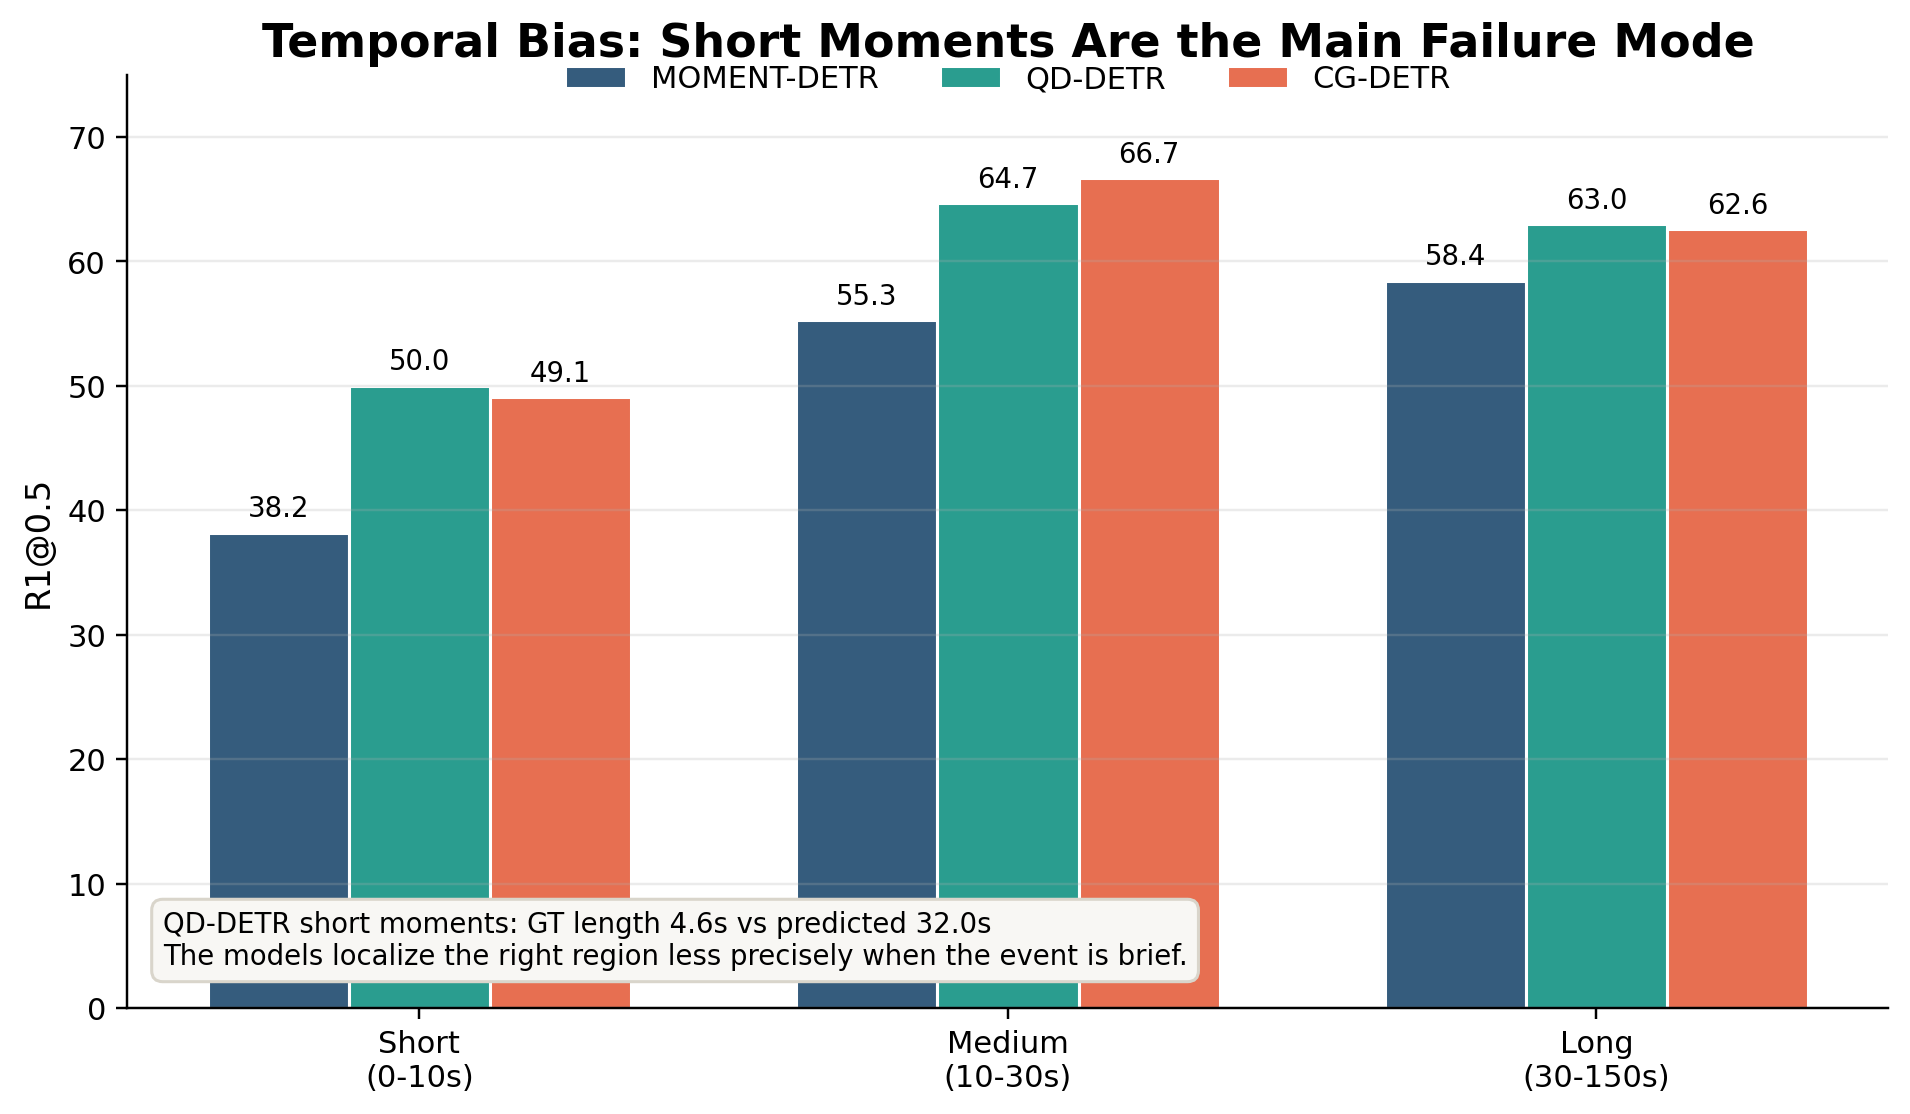 Temporal Bias: Short Moments Are the Main Failure Mode
MOMENT-DETR QD-DETR CG-DETR
R1@0.5
70
60
50
40
30
20
10
0
38.2
50.0
49.1
55.3
64.7
66.7
58.4
63.0
62.6
QD-DETR short moments: GT length 4.6s vs predicted 32.0s
The models localize the right region less precisely when the event is brief.
Short
(0-10s)
Medium
(10-30s)
Long
(30-150s)